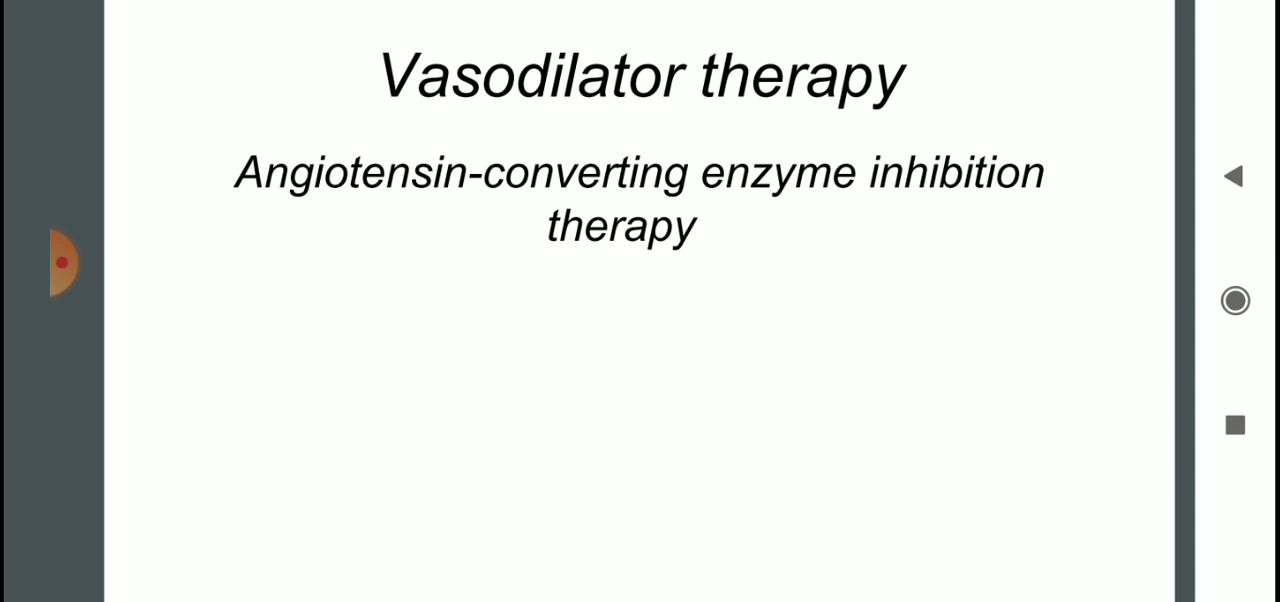 Vasodilator therapy
Angiotensin-converting enzyme inhibition
therapy